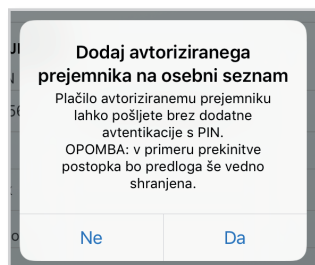 Dodaj avtoriziranega
prejemnika na osebni seznam
Plačilo avtoriziranemu prejemniku
lahko pošljete brez dodatne
avtentikacije s PIN.
OPOMBA: v primeru prekinitve
postopka bo predloga še vedno
shranjena.
Ne
Da